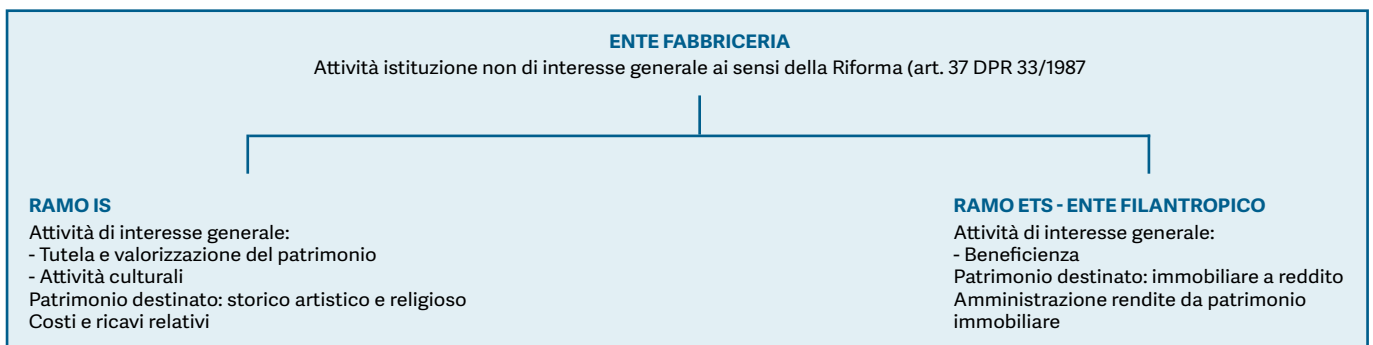 ENTE FABBRICERIA
Attività istituzione non di interesse generale ai sensi della Riforma (art. 37 DPR 33/1987
RAMO IS
Attività di interesse generale:
- Tutela e valorizzazione del patrimonio
- Attività culturali
Patrimonio destinato: storico artistico e religioso
Costi e ricavi relativi
RAMO ETS - ENTE FILANTROPICO
Attività di interesse generale:
- Beneficienza
Patrimonio destinato: immobiliare a reddito
Amministrazione rendite da patrimonio
immobiliare